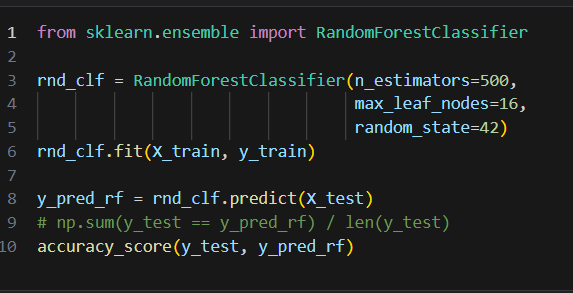 1 from sklearn.ensemble import RandomForestClassifier
2
3 rnd_clf = RandomForestClassifier(n_estimators=500,
4                                  max_leaf_nodes=16,
5                                  random_state=42)
6 rnd_clf.fit(X_train, y_train)
7
8 y_pred_rf = rnd_clf.predict(X_test)
9 # np.sum(y_test == y_pred_rf) / len(y_test)
10 accuracy_score(y_test, y_pred_rf)